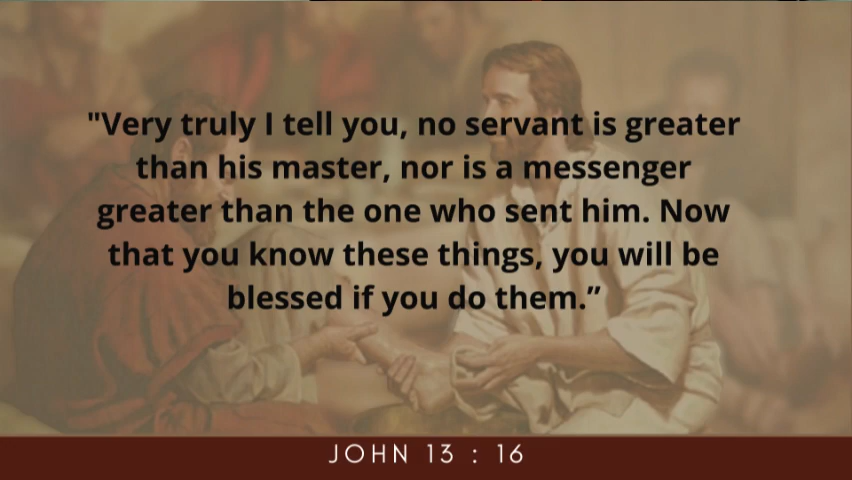 "Very truly I tell you, no servant is greater
than his master, nor is a messenger
greater than the one who sent him. Now
that you know these things, you will be
blessed if you do them.”
JOHN 13 : 16